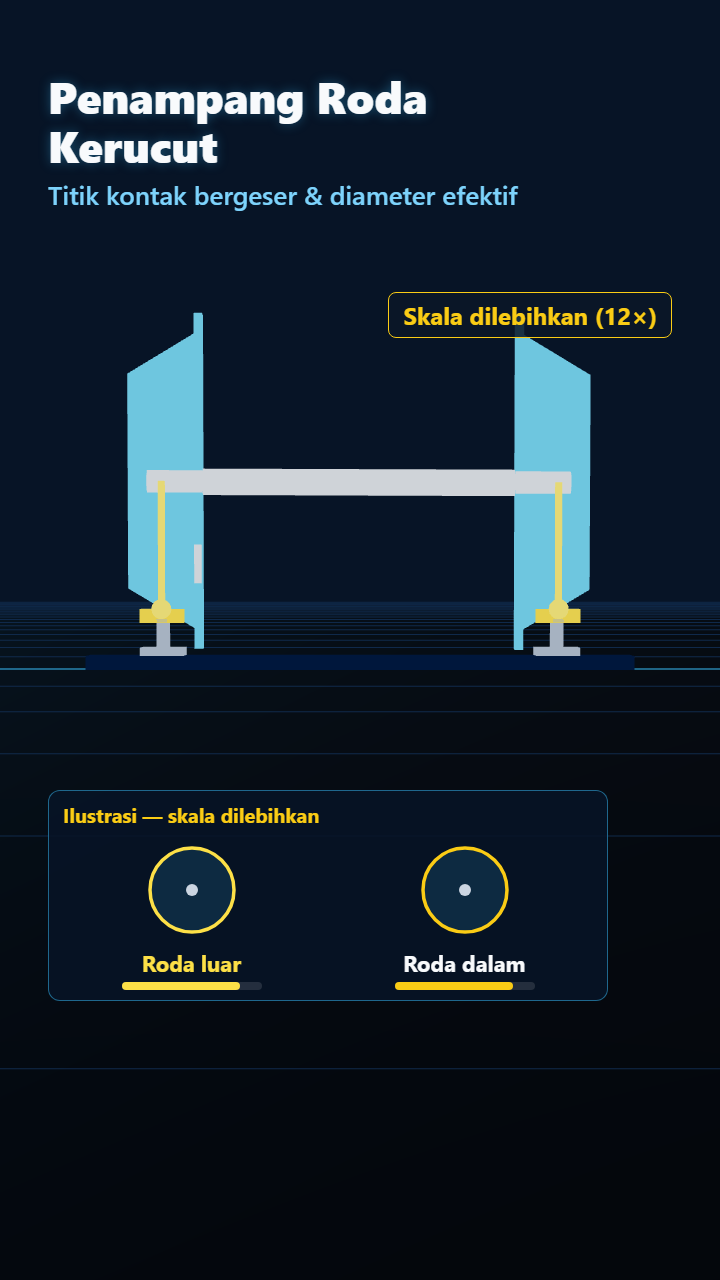 Penampang Roda
Kerucut
Titik kontak bergeser & diameter efektif
Skala dilebihkan (12×)
Ilustrasi — skala dilebihkan
Roda luar
Roda dalam